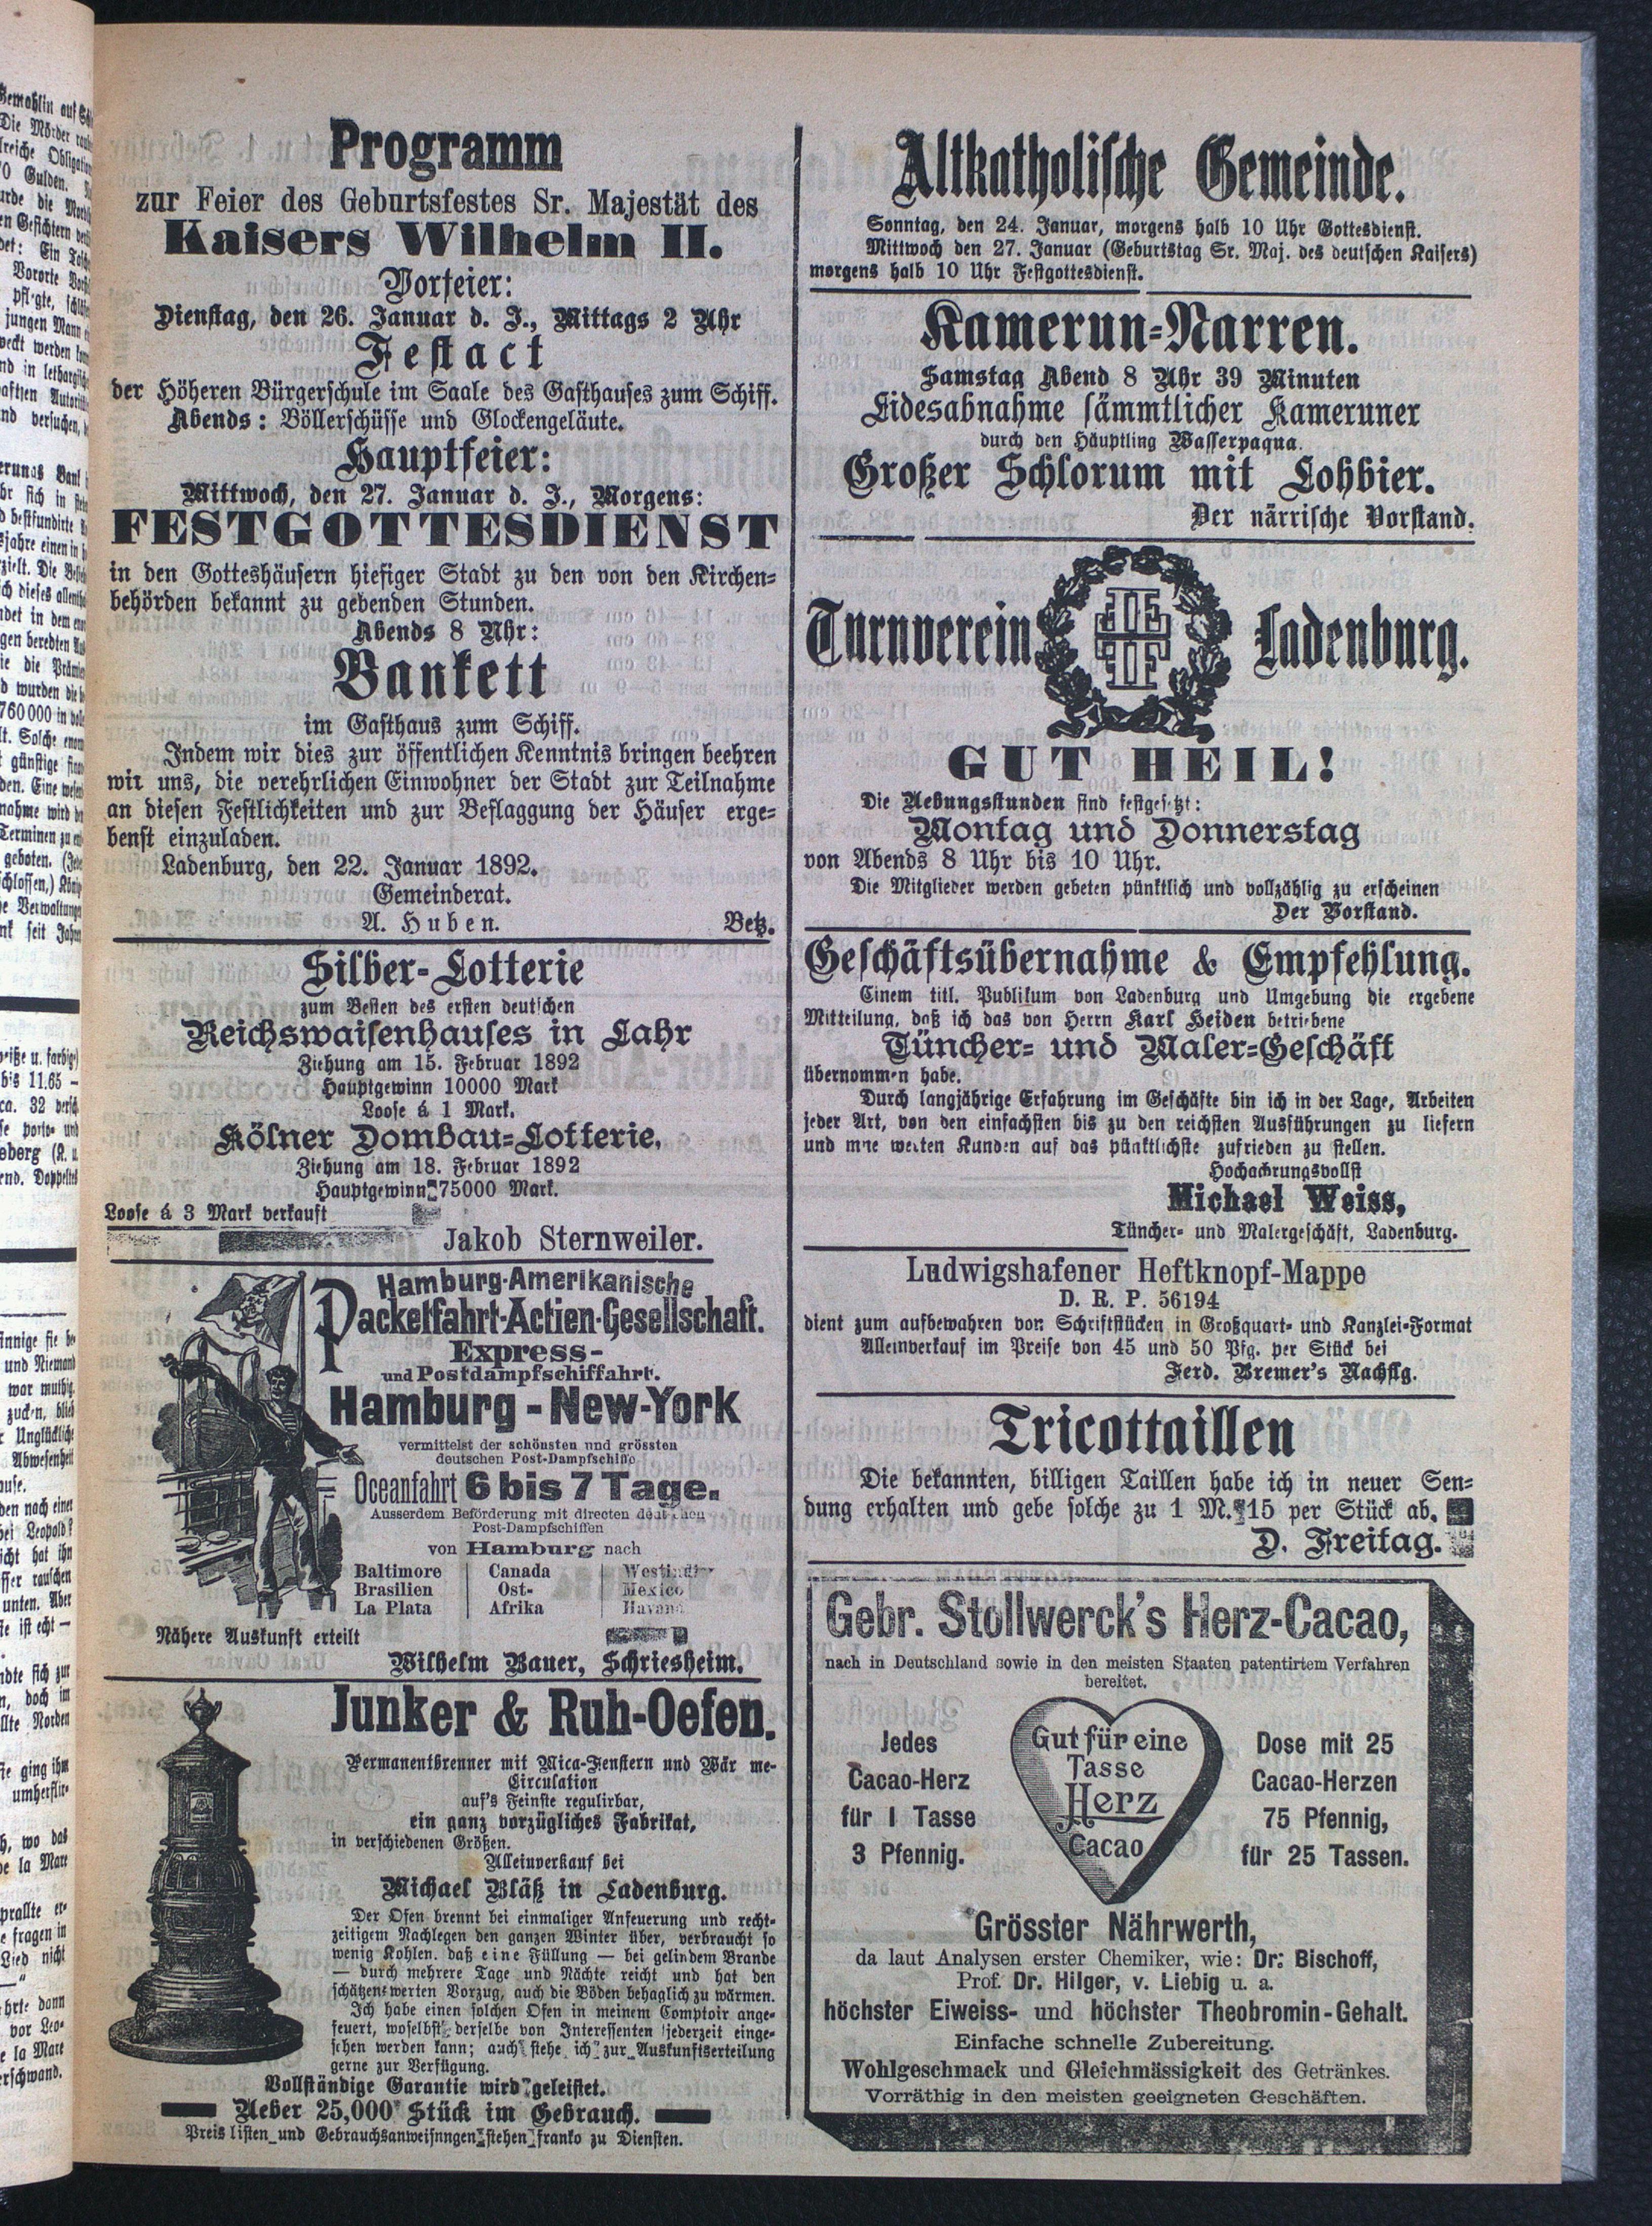 Programm
zur Feier des Geburtsfestes Sr. Majestät des
Kaisers Wilhelm II.
Vorfeier:
Dienstag, den 26. Januar d. J., Mittags 2 Uhr
Festact
der Höheren Bürgerschule im Saale des Gasthauses zum Schiff.
Abends: Böllerschüsse und Glockengeläute.
Hauptfeier:
Mittwoch, den 27. Januar d. J., Morgens:
FESTGOTTESDIENST
in den Gotteshäusern hiesiger Stadt zu den von den Kirchen-
behörden bekannt zu gebenden Stunden.
Abends 8 Uhr:
Bankett
im Gasthaus zum Schiff.
Indem wir dies zur öffentlichen Kenntnis bringen beehren
wir uns, die verehrlichen Einwohner der Stadt zur Teilnahme
an diesen Festlichkeiten und zur Beflaggung der Häuser erge-
benst einzuladen.
Ladenburg, den 22. Januar 1892.
Gemeinderat.
A. Huben. Betz.
Silber-Lotterie
zum Besten des ersten deutschen
Reichswaisenhauses in Lahr
Ziehung am 15. Februar 1892
Hauptgewinn 10000 Mark
Loose á 1 Mark.
Kölner Dombau-Lotterie.
Ziehung am 18. Februar 1892
Hauptgewinn 75000 Mark.
Loose á 3 Mark verkauft
Jakob Sternweiler.
Hamburg-Amerikanische
Packetfahrt-Actien-Gesellschaft.
Express-
und Postdampfschiffahrt.
Hamburg - New-York
vermittelst der schönsten und grössten
deutschen Post-Dampfschiffe
Oceanfahrt 6 bis 7 Tage.
Ausserdem Beförderung mit directen deutschen
Post-Dampfschiffen
von Hamburg nach
Baltimore Canada Westindien
Brasilien Ost- Mexico
La Plata Afrika Havana
Nähere Auskunft erteilt
Wilhelm Bauer, Schriesheim.
Junker & Ruh-Oefen.
Permanentbrenner mit Mica-Fenstern und Wär me-
Circulation
auf's Feinste regulirbar,
ein ganz vorzügliches Fabrikat,
in verschiedenen Größen.
Alleinverkauf bei
Michael Bläß in Ladenburg.
Der Ofen brennt bei einmaliger Anfeuerung und recht-
zeitigem Nachlegen den ganzen Winter über, verbraucht so
wenig Kohlen, daß eine Füllung — bei gelindem Brande
— durch mehrere Tage und Nächte reicht und hat den
schätzenswerten Vorzug, auch die Böden behaglich zu wärmen.
Ich habe einen solchen Ofen in meinem Comptoir ange-
feuert, woselbst derselbe von Interessenten jederzeit einge-
sehen werden kann; auch stehe ich zur Auskunftserteilung
gerne zur Verfügung.
Vollständige Garantie wird geleistet.
Ueber 25,000 Stück im Gebrauch.
Preislisten und Gebrauchsanweisnngen stehen franko zu Diensten.
Altkatholische Gemeinde.
Sonntag, den 24. Januar, morgens halb 10 Uhr Gottesdienst.
Mittwoch den 27. Januar (Geburtstag Sr. Maj. des deutschen Kaisers)
morgens halb 10 Uhr Festgottesdienst.
Kamerun-Narren.
Samstag Abend 8 Uhr 39 Minuten
Eidesabnahme sämmtlicher Kameruner
durch den Häuptling Wasserpaqua.
Großer Schlorum mit Lohbier.
Der närrische Vorstand.
Turnverein Ladenburg.
GUT HEIL!
Die Uebungsstunden sind festgesetzt:
Montag und Donnerstag
von Abends 8 Uhr bis 10 Uhr.
Die Mitglieder werden gebeten pünktlich und vollzählig zu erscheinen
Der Vorstand.
Geschäftsübernahme & Empfehlung.
Einem titl. Publikum von Ladenburg und Umgebung die ergebene
Mitteilung, daß ich das von Herrn Karl Heiden betriebene
Tüncher- und Maler-Geschäft
übernommen habe.
Durch langjährige Erfahrung im Geschäfte bin ich in der Lage, Arbeiten
jeder Art, von den einfachsten bis zu den reichsten Ausführungen zu liefern
und werten Kunden auf das pünktlichste zufrieden zu stellen.
Hochachtungsvollst
Michael Weiss,
Tüncher- und Malergeschäft, Ladenburg.
Ludwigshafener Heftknopf-Mappe
D. R. P. 56194
dient zum aufbewahren von Schriftstücken in Großquart- und Kanzlei-Format
Alleinverkauf im Preise von 45 und 50 Pfg. per Stück bei
Ferd. Bremer's Nachflg.
Tricottaillen
Die bekannten, billigen Taillen habe ich in neuer Sen-
dung erhalten und gebe solche zu 1 M. 15 per Stück ab.
D. Freitag.
Gebr. Stollwerck's Herz-Cacao,
nach in Deutschland sowie in den meisten Staaten patentirtem Verfahren
bereitet.
Jedes
Cacao-Herz
für 1 Tasse
3 Pfennig.
Gut für eine
Tasse
Herz
Cacao
Dose mit 25
Cacao-Herzen
75 Pfennig,
für 25 Tassen.
Grösster Nährwerth,
da laut Analysen erster Chemiker, wie: Dr. Bischoff,
Prof. Dr. Hilger, v. Liebig u. a.
höchster Eiweiss- und höchster Theobromin-Gehalt.
Einfache schnelle Zubereitung.
Wohlgeschmack und Gleichmässigkeit des Getränkes.
Vorräthig in den meisten geeigneten Geschäften.